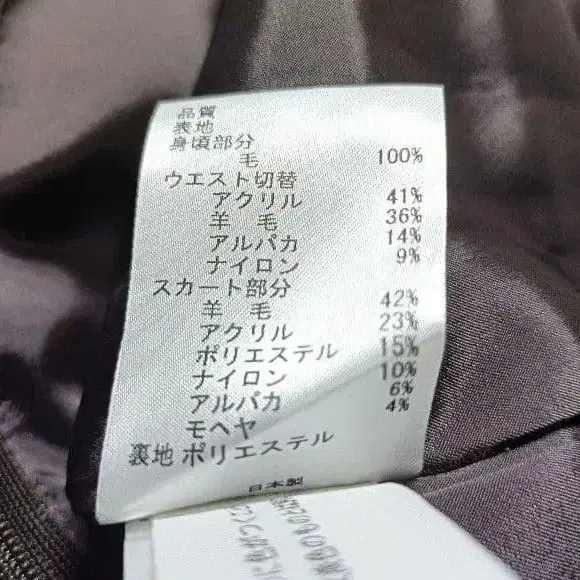 品質
表地
身頃部分
毛 100%
ウエスト切替
アクリル 41%
羊 毛 36%
アルパカ 14%
ナイロン 9%
スカート部分
羊 毛 42%
アクリル 23%
ポリエステル 15%
ナイロン 10%
アルパカ 6%
モヘヤ 4%
裏地 ポリエステル
日本製